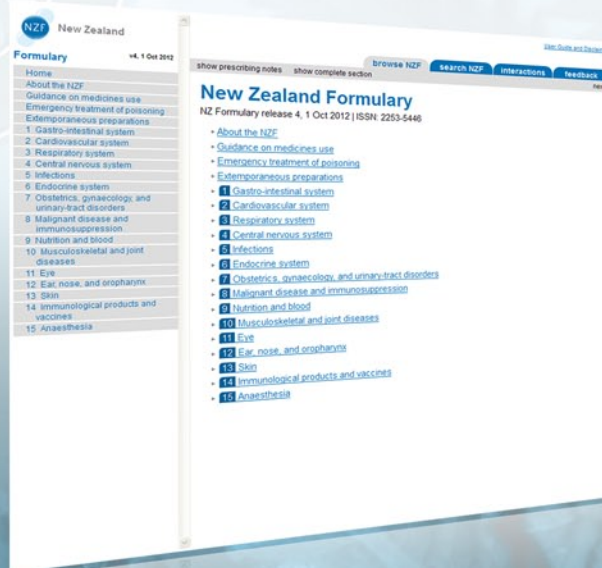 NZF New Zealand
Formulary v4, 1 Oct 2012
Home
About the NZF
Guidance on medicines use
Emergency treatment of poisoning
Extemporaneous preparations
1 Gastro-intestinal system
2 Cardiovascular system
3 Respiratory system
4 Central nervous system
5 Infections
6 Endocrine system
7 Obstetrics, gynaecology, and
urinary-tract disorders
8 Malignant disease and
immunosuppression
9 Nutrition and blood
10 Musculoskeletal and joint
diseases
11 Eye
12 Ear, nose, and oropharynx
13 Skin
14 Immunological products and
vaccines
15 Anaesthesia
User Guide and
show prescribing notes show complete section browse NZF search NZF interactions feedback
New Zealand Formulary
NZ Formulary release 4, 1 Oct 2012 | ISSN: 2253-5446
About the NZF
Guidance on medicines use
Emergency treatment of poisoning
Extemporaneous preparations
1 Gastro-intestinal system
2 Cardiovascular system
3 Respiratory system
4 Central nervous system
5 Infections
6 Endocrine system
7 Obstetrics, gynaecology, and urinary-tract disorders
8 Malignant disease and immunosuppression
9 Nutrition and blood
10 Musculoskeletal and joint diseases
11 Eye
12 Ear, nose, and oropharynx
13 Skin
14 Immunological products and vaccines
15 Anaesthesia